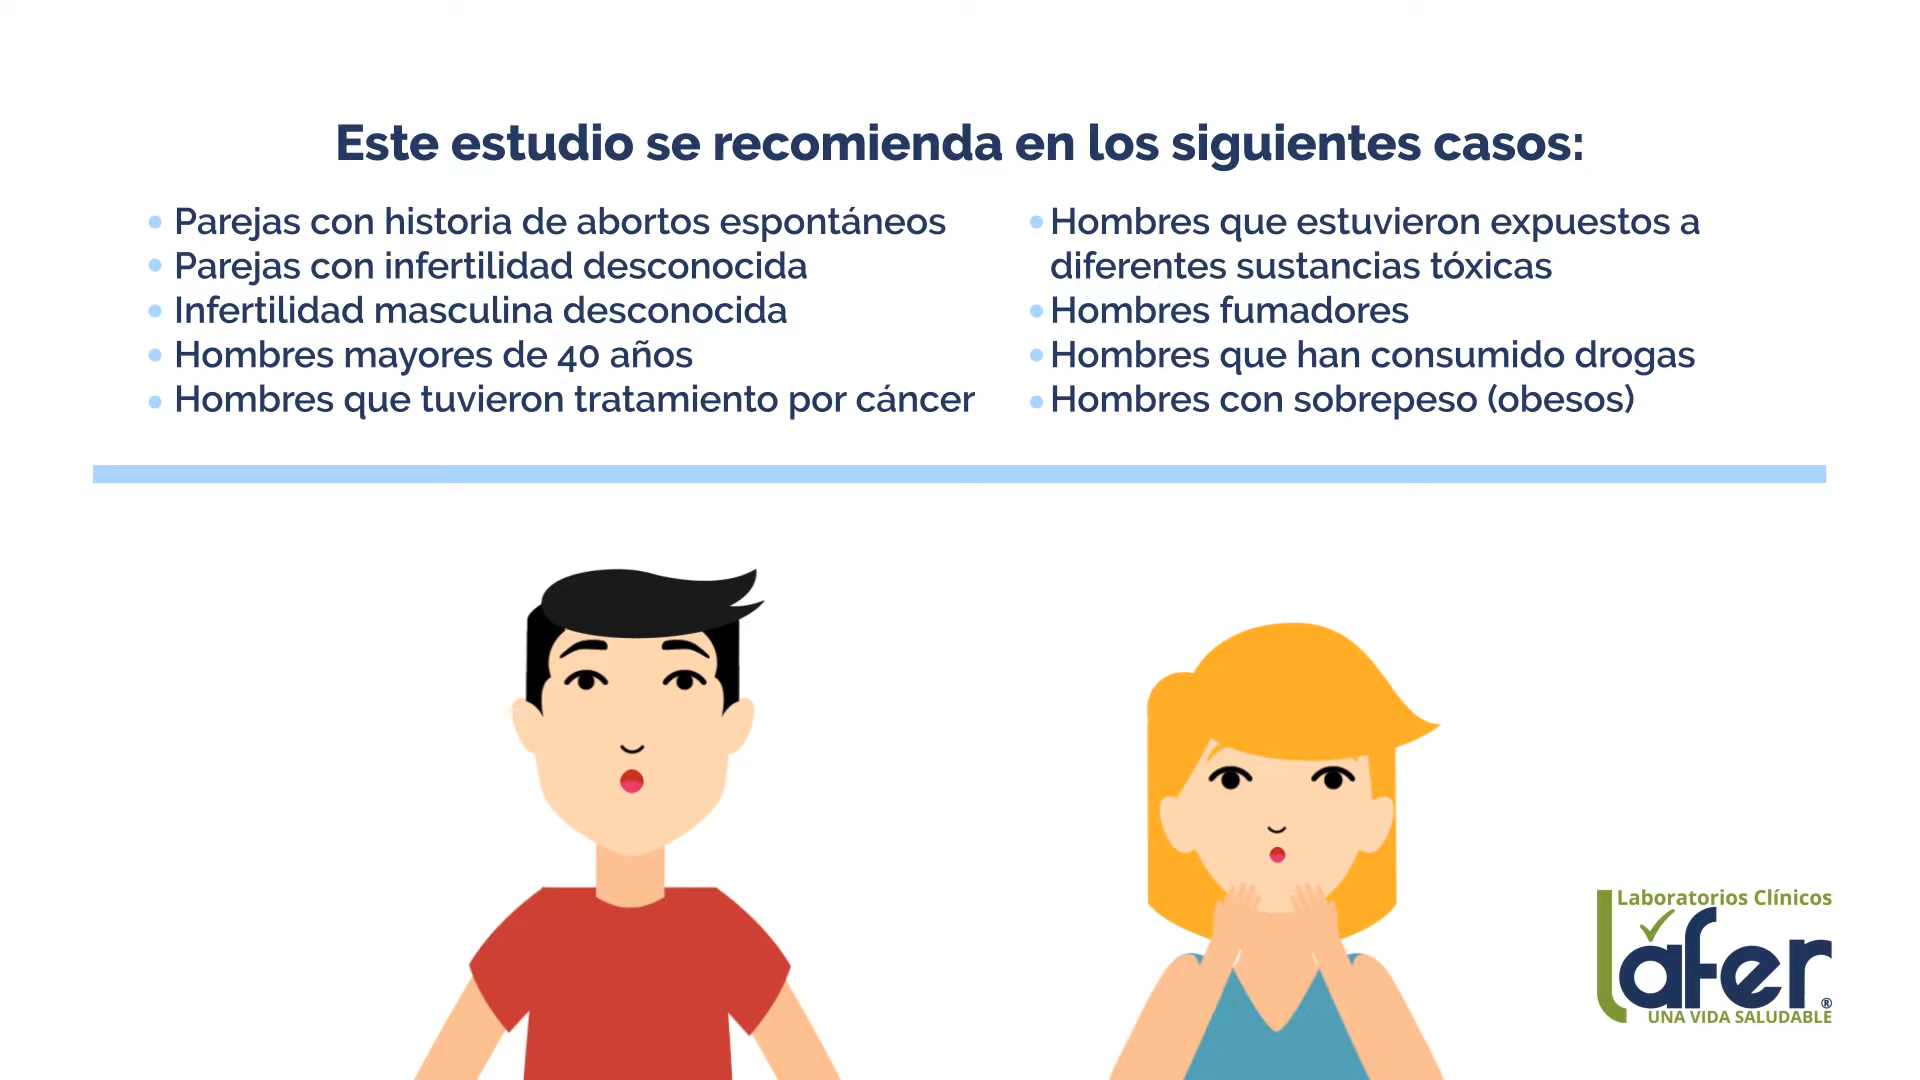 Este estudio se recomienda en los siguientes casos:
Parejas con historia de abortos espontáneos
Parejas con infertilidad desconocida
Infertilidad masculina desconocida
Hombres mayores de 40 años
Hombres que tuvieron tratamiento por cáncer
Hombres que estuvieron expuestos a
diferentes sustancias tóxicas
Hombres fumadores
Hombres que han consumido drogas
Hombres con sobrepeso (obesos)
Laboratorios Clínicos
Lafer®
UNA VIDA SALUDABLE